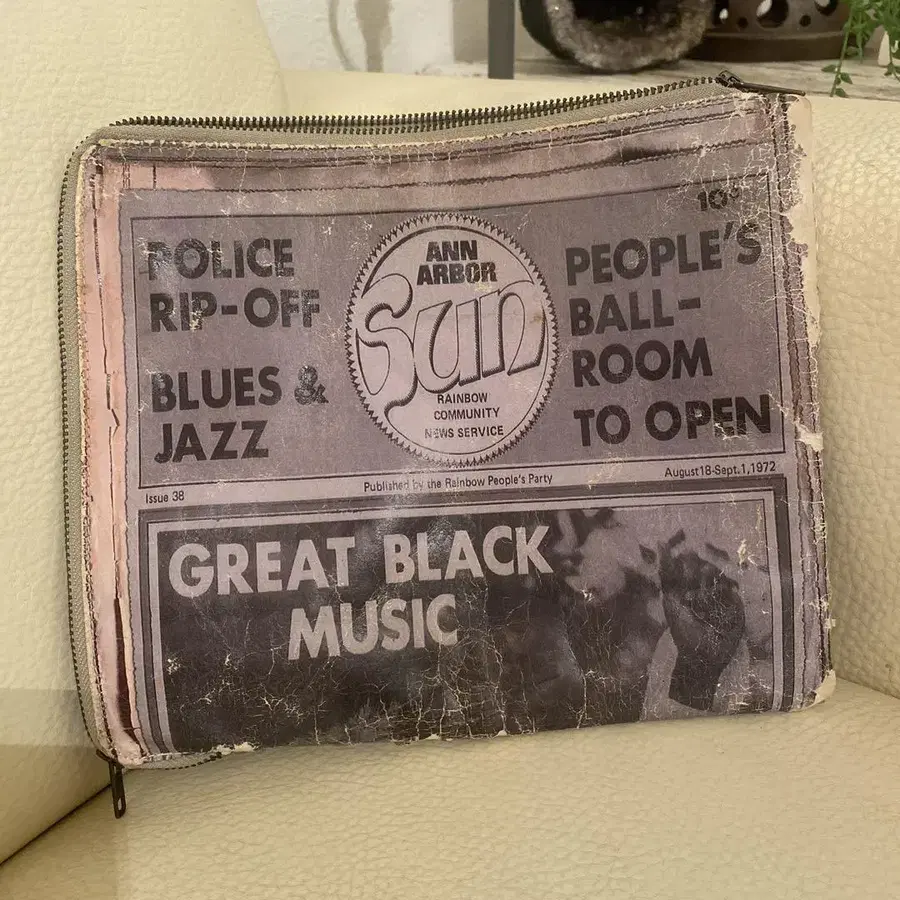 10¢
POLICE
RIP-OFF
BLUES &
JAZZ
ANN
ARBOR
Sun
RAINBOW
COMMUNITY
NEWS SERVICE
PEOPLE'S
BALL-
ROOM
TO OPEN
Issue 38
Published by the Rainbow People's Party
August 18-Sept. 1, 1972
GREAT BLACK
MUSIC